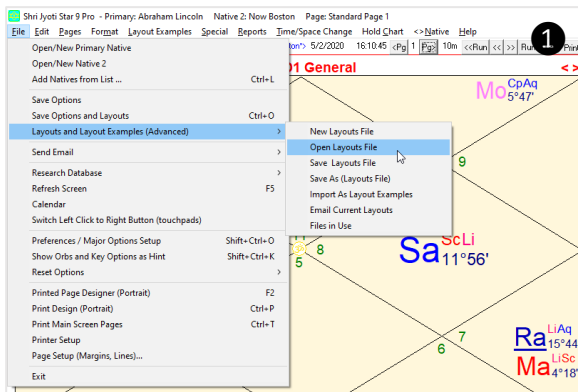 Shri Jyoti Star 9 Pro - Primary: Abraham Lincoln Native 2: Now Boston Page: Standard Page 1
File Edit Pages Format Layout Examples Special Reports Time/Space Change Hold Chart <>Native Help
5/2/2020 16:10:45 <Pg 1 Pg> 10m <<Run << >> Print
1
Open/New Primary Native
Open/New Native 2
Add Natives from List ... Ctrl+L
Save Options
Save Options and Layouts Ctrl+O
Layouts and Layout Examples (Advanced) >
Send Email >
Research Database >
Refresh Screen F5
Calendar
Switch Left Click to Right Button (touchpads)
Preferences / Major Options Setup Shift+Ctrl+O
Show Orbs and Key Options as Hint Shift+Ctrl+K
Reset Options >
Printed Page Designer (Portrait) F2
Print Design (Portrait) Ctrl+P
Print Main Screen Pages Ctrl+T
Printer Setup
Page Setup (Margins, Lines)...
Exit
New Layouts File
Open Layouts File
Save Layouts File
Save As (Layouts File)
Import As Layout Examples
Email Current Layouts
Files in Use
General
< >
Mo CpAq 5°47'
9
8
5
Sa ScLi 11°56'
7
6
Ra LiAq 15°44
Ma LiSc 4°18'